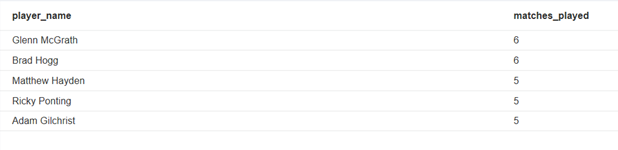 player_name matches_played
Glenn McGrath 6
Brad Hogg 6
Matthew Hayden 5
Ricky Ponting 5
Adam Gilchrist 5